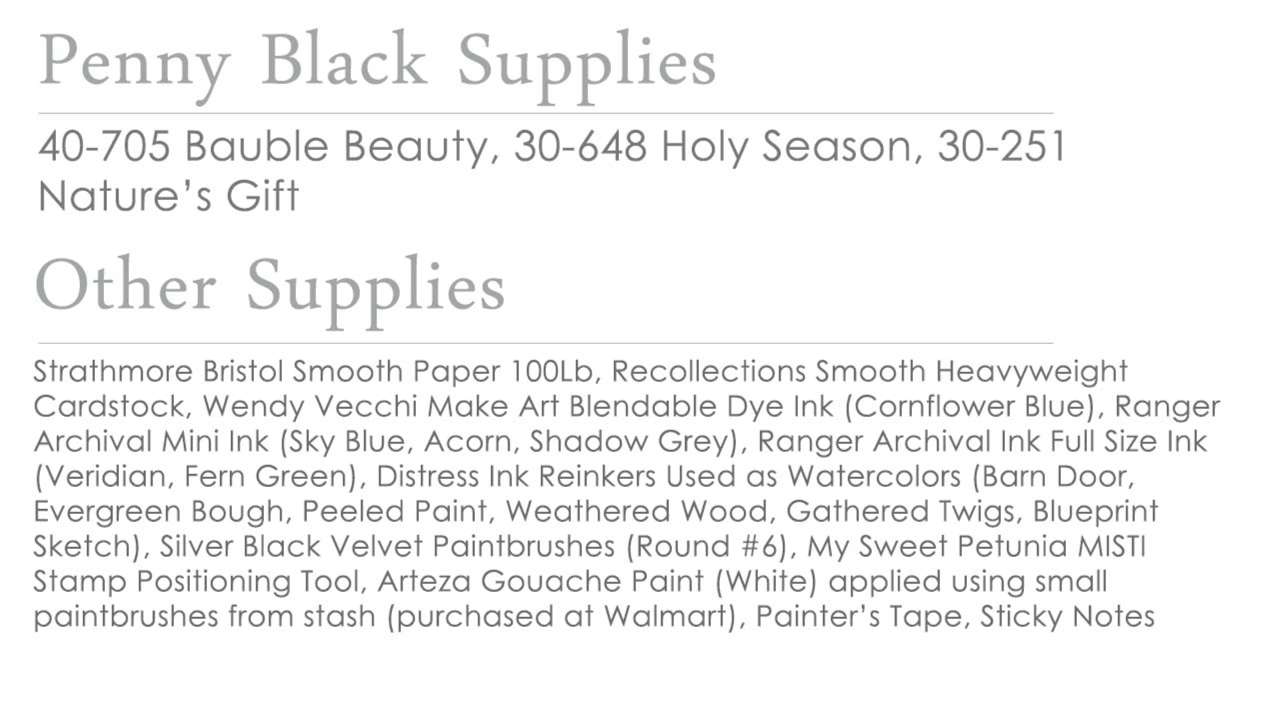 Penny Black Supplies
40-705 Bauble Beauty, 30-648 Holy Season, 30-251
Nature’s Gift
Other Supplies
Strathmore Bristol Smooth Paper 100Lb, Recollections Smooth Heavyweight
Cardstock, Wendy Vecchi Make Art Blendable Dye Ink (Cornflower Blue), Ranger
Archival Mini Ink (Sky Blue, Acorn, Shadow Grey), Ranger Archival Ink Full Size Ink
(Veridian, Fern Green), Distress Ink Reinkers Used as Watercolors (Barn Door,
Evergreen Bough, Peeled Paint, Weathered Wood, Gathered Twigs, Blueprint
Sketch), Silver Black Velvet Paintbrushes (Round #6), My Sweet Petunia MISTI
Stamp Positioning Tool, Arteza Gouache Paint (White) applied using small
paintbrushes from stash (purchased at Walmart), Painter’s Tape, Sticky Notes